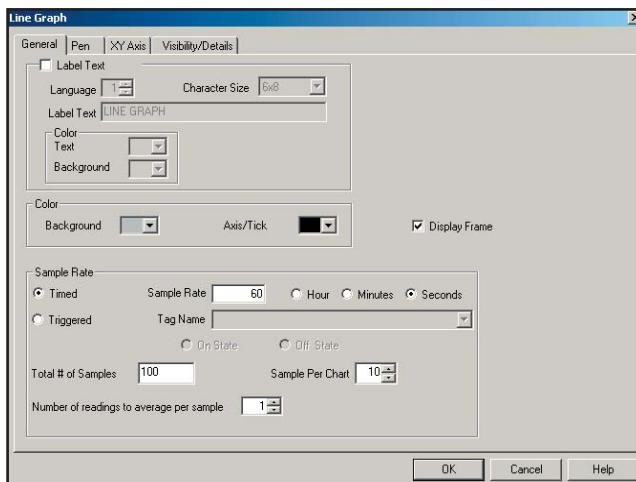 Line Graph
General Pen XY Axis Visibility/Details
Label Text
Language 1 Character Size 6x8
Label Text LINE GRAPH
Color
Text
Background
Color
Background Axis/Tick Display Frame
Sample Rate
Timed Sample Rate 60 Hour Minutes Seconds
Triggered Tag Name
On State Off State
Total # of Samples 100 Sample Per Chart 10
Number of readings to average per sample 1
OK Cancel Help